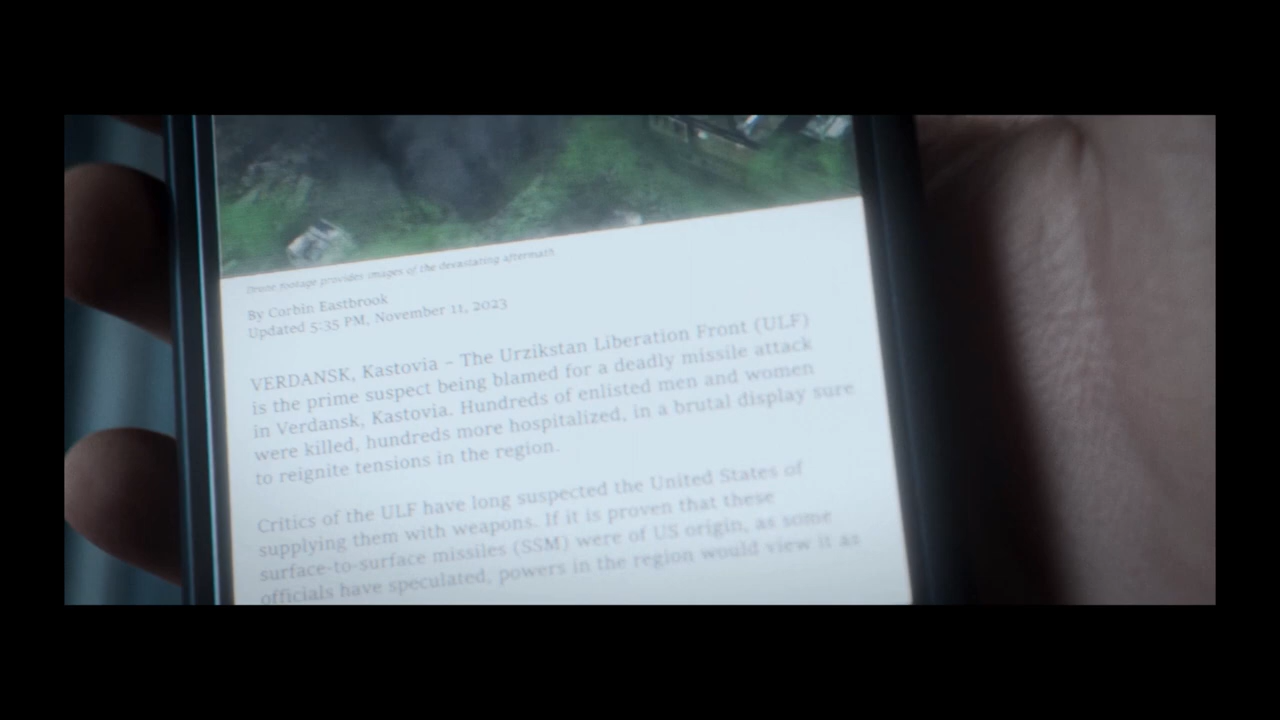 Drone footage provides images of the devastating aftermath
By Corbin Eastbrook
Updated 5:35 PM, November 11, 2023
VERDANSK, Kastovia – The Urzikstan Liberation Front (ULF)
is the prime suspect being blamed for a deadly missile attack
in Verdansk, Kastovia. Hundreds of enlisted men and women
were killed, hundreds more hospitalized, in a brutal display sure
to reignite tensions in the region.
Critics of the ULF have long suspected the United States of
supplying them with weapons. If it is proven that these
surface-to-surface missiles (SSM) were of US origin, as some
officials have speculated, powers in the region would view it as